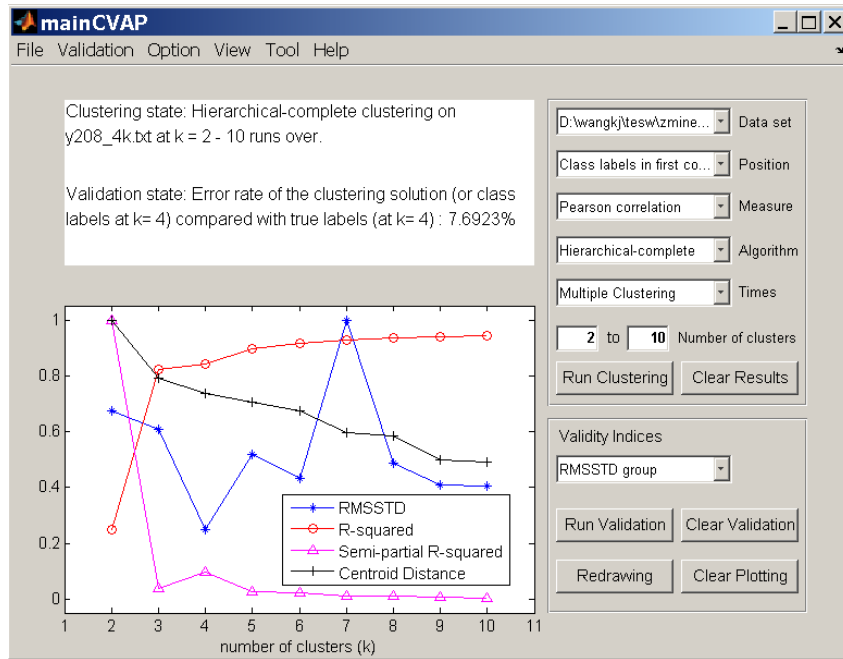 mainCVAP
File Validation Option View Tool Help
Clustering state: Hierarchical-complete clustering on
y208_4k.txt at k = 2 - 10 runs over.
Validation state: Error rate of the clustering solution (or class
labels at k= 4) compared with true labels (at k= 4) : 7.6923%
D:\wangkj\tesw\zmine... Data set
Class labels in first co... Position
Pearson correlation Measure
Hierarchical-complete Algorithm
Multiple Clustering Times
2 to 10 Number of clusters
Run Clustering Clear Results
Validity Indices
RMSSTD group
Run Validation Clear Validation
Redrawing Clear Plotting
1
0.8
0.6
0.4
0.2
0
RMSSTD
R-squared
Semi-partial R-squared
Centroid Distance
1 2 3 4 5 6 7 8 9 10 11
number of clusters (k)